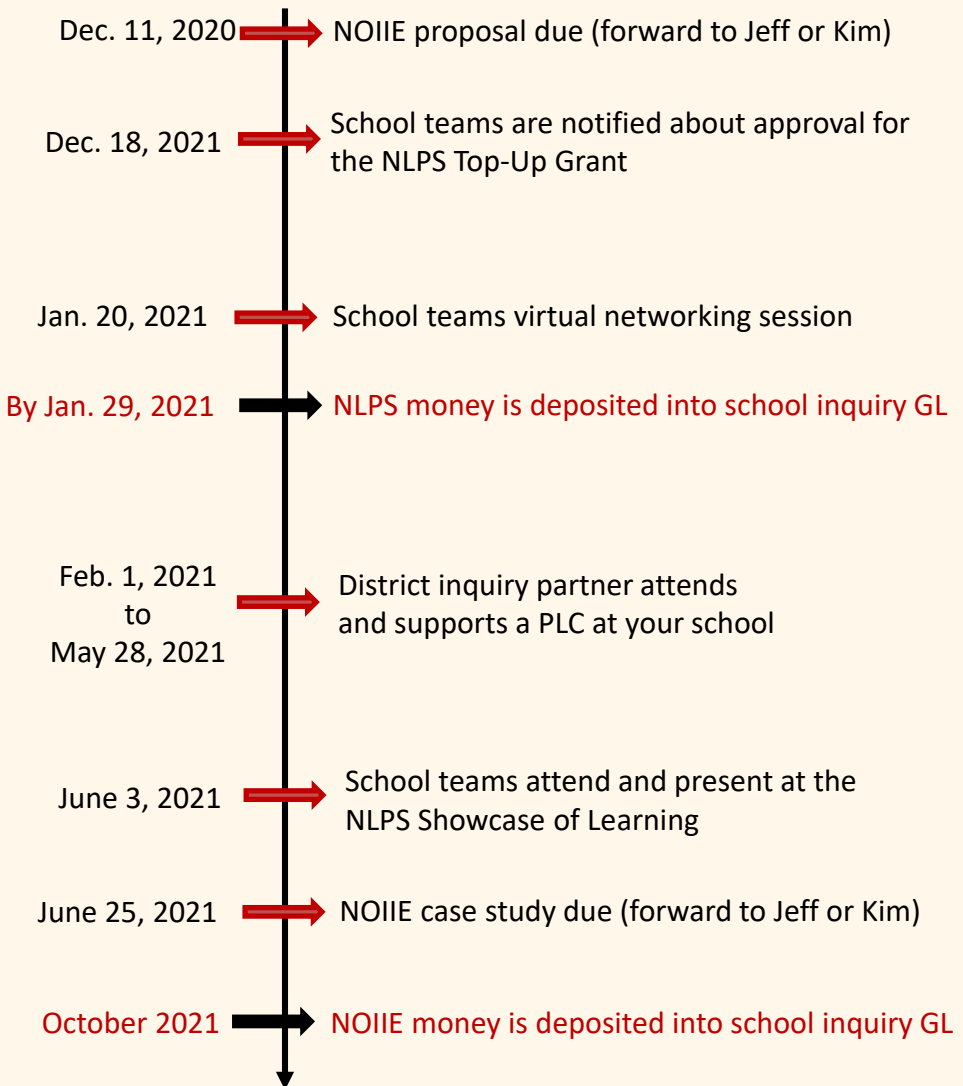 Dec. 11, 2020
NOIIE proposal due (forward to Jeff or Kim)
Dec. 18, 2021
School teams are notified about approval for
the NLPS Top-Up Grant
Jan. 20, 2021
School teams virtual networking session
By Jan. 29, 2021
NLPS money is deposited into school inquiry GL
Feb. 1, 2021
to
May 28, 2021
District inquiry partner attends
and supports a PLC at your school
June 3, 2021
School teams attend and present at the
NLPS Showcase of Learning
June 25, 2021
NOIIE case study due (forward to Jeff or Kim)
October 2021
NOIIE money is deposited into school inquiry GL